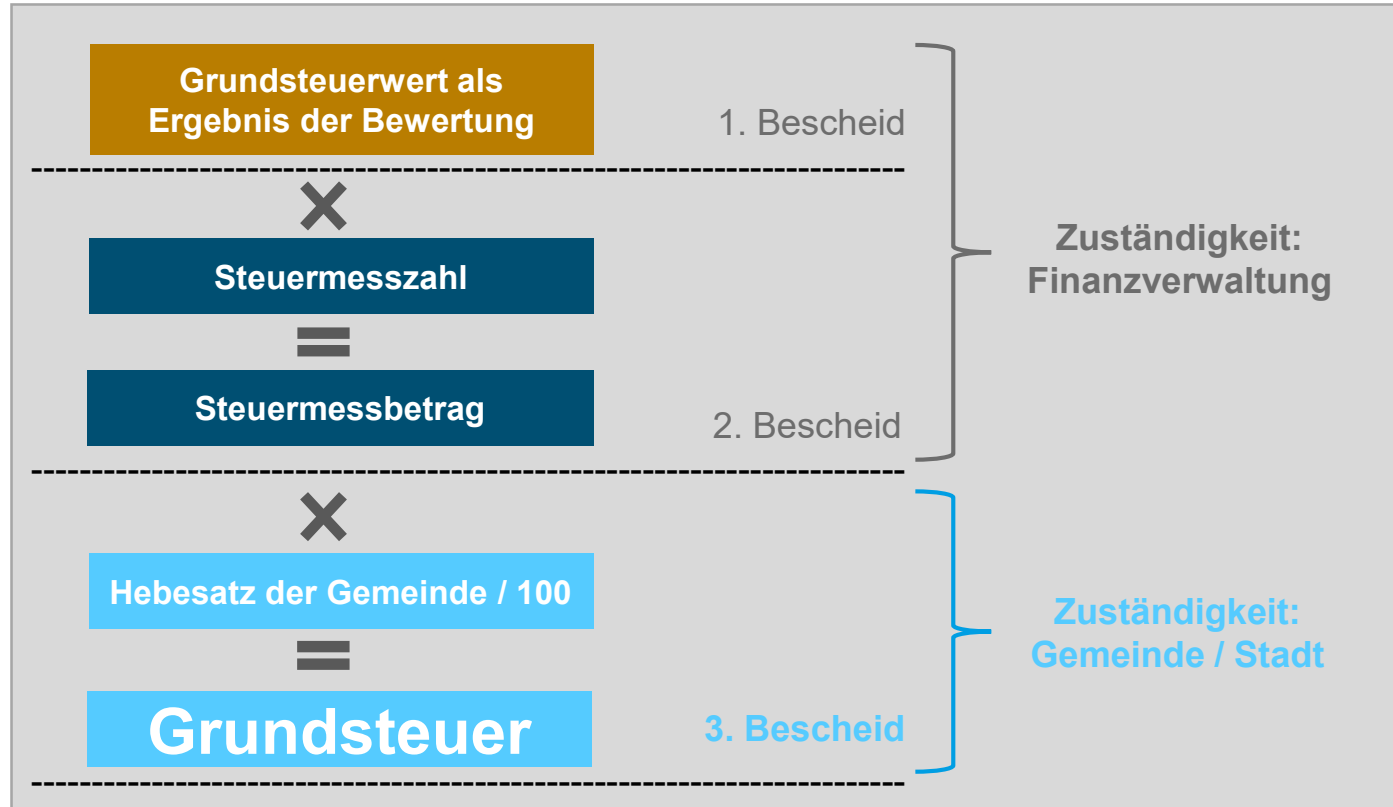 Grundsteuerwert als
Ergebnis der Bewertung
1. Bescheid
×
Steuermesszahl
=
Steuermessbetrag
2. Bescheid
Zuständigkeit:
Finanzverwaltung
×
Hebesatz der Gemeinde / 100
=
Grundsteuer
3. Bescheid
Zuständigkeit:
Gemeinde / Stadt